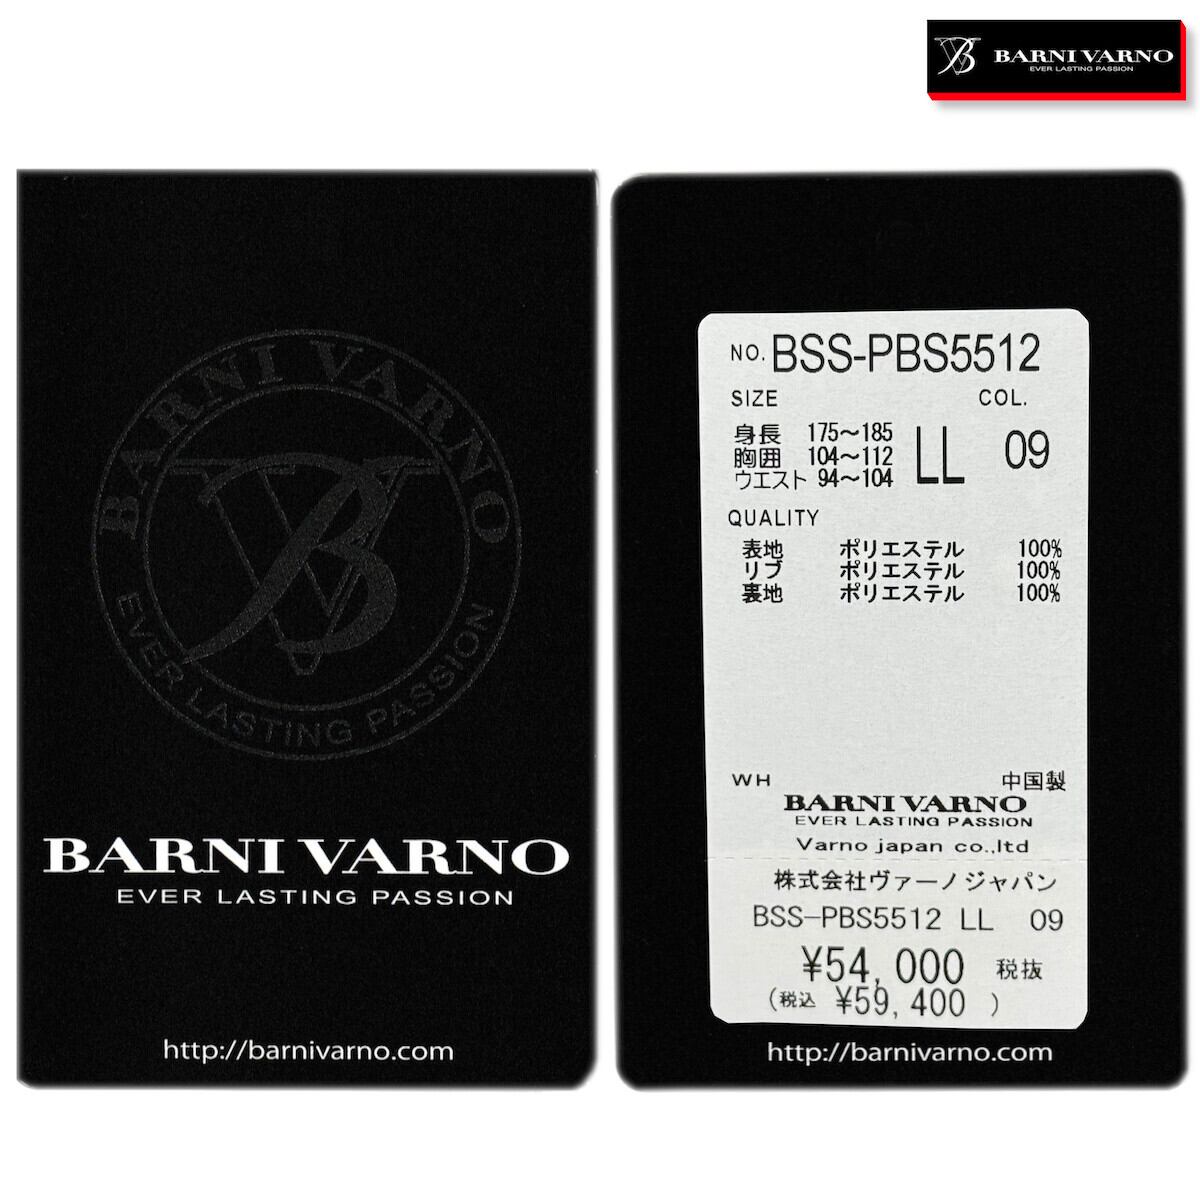 BV BARNI VARNO
EVER LASTING PASSION
BARNI VARNO
BV
EVER LASTING PASSION
BARNI VARNO
EVER LASTING PASSION
http://barnivarno.com
NO. BSS-PBS5512
SIZE COL.
身長 175〜185
胸囲 104〜112 LL 09
ウエスト 94〜104
QUALITY
表地 ポリエステル 100%
リブ ポリエステル 100%
裏地 ポリエステル 100%
WH 中国製
BARNI VARNO
EVER LASTING PASSION
Varno japan co.,ltd
株式会社ヴァーノジャパン
BSS-PBS5512 LL 09
¥54,000 税抜
(税込 ¥59,400 )
http://barnivarno.com